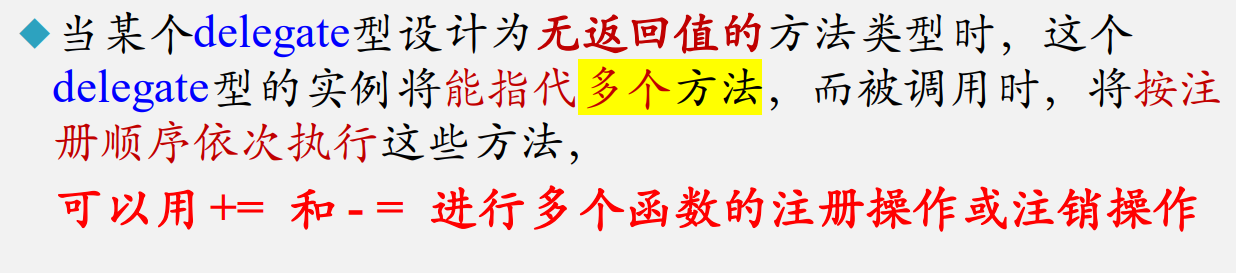 当某个delegate型设计为无返回值的方法类型时，这个
delegate型的实例将能指代多个方法，而被调用时，将按注
册顺序依次执行这些方法，
可以用 += 和 - = 进行多个函数的注册操作或注销操作